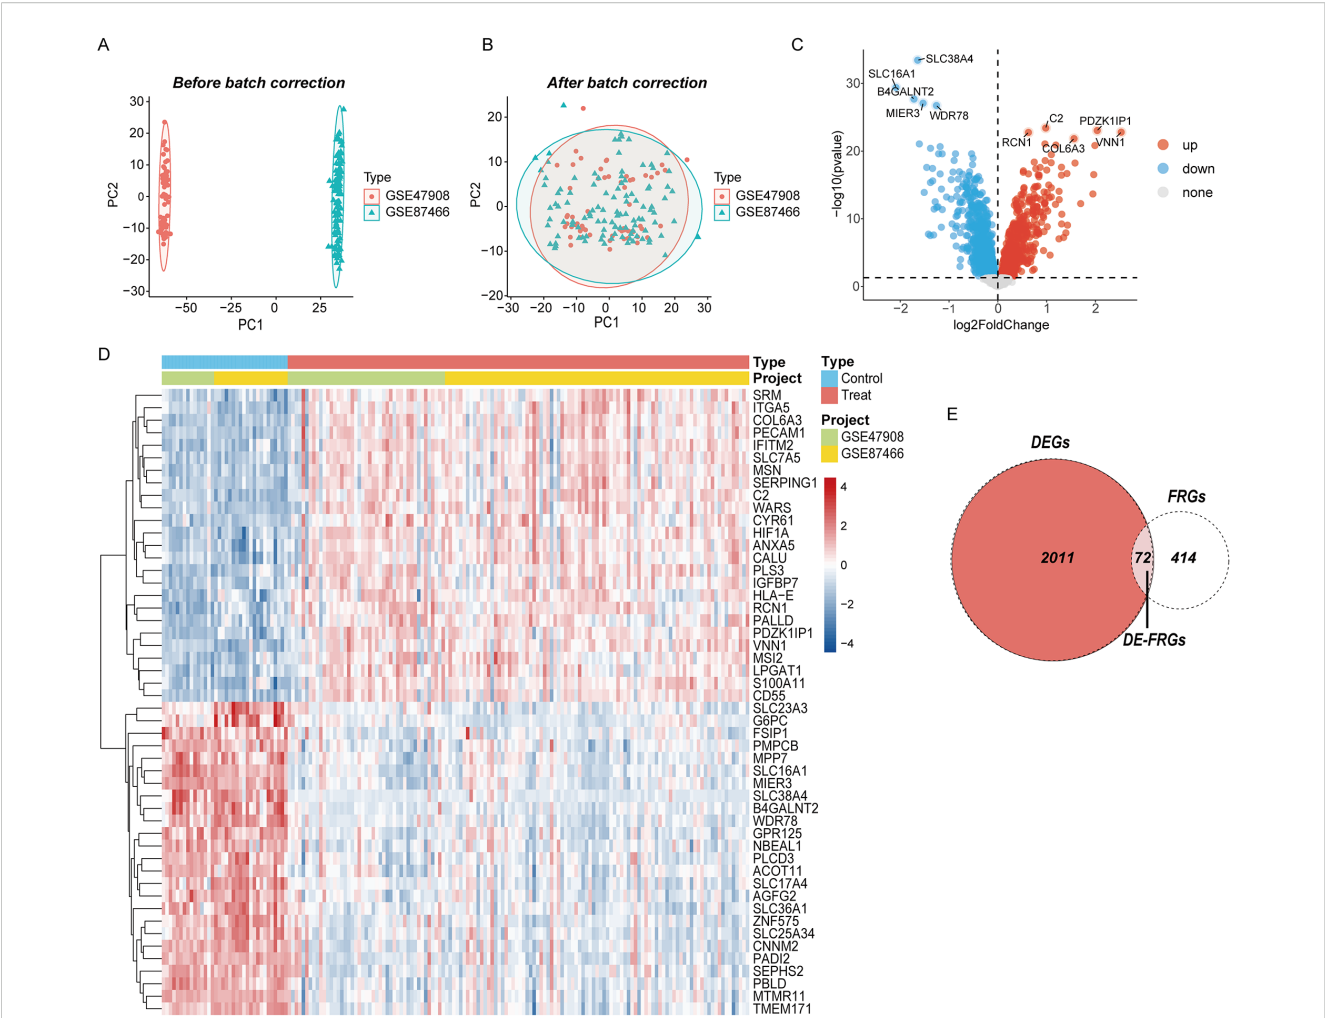 A
Before batch correction
PC2
30
20
10
0
−10
−20
−30
−50
−25
0
25
PC1
Type
GSE47908
GSE87466
B
After batch correction
PC2
20
10
0
−10
−20
−30
−20
−10
0
10
20
30
PC1
Type
GSE47908
GSE87466
C
−log10(pvalue)
30
20
10
0
SLC38A4
SLC16A1
B4GALNT2
MIER3
WDR78
C2
PDZK1IP1
RCN1
COL6A3
VNN1
−2
−1
0
1
2
log2FoldChange
up
down
none
D
Type
Project
SRM
ITGA5
COL6A3
PECAM1
IFITM2
SLC7A5
MSN
SERPING1
C2
WARS
CYR61
HIF1A
ANXA5
CALU
PLS3
IGFBP7
HLA−E
RCN1
PALLD
PDZK1IP1
VNN1
MSI2
LPGAT1
S100A11
CD55
SLC23A3
G6PC
FSIP1
PMPCB
MPP7
SLC16A1
MIER3
SLC38A4
B4GALNT2
WDR78
GPR125
NBEAL1
PLCD3
ACOT11
SLC17A4
AGFG2
SLC36A1
ZNF575
SLC25A34
CNNM2
PADI2
SEPHS2
PBLD
MTMR11
TMEM171
Type
Control
Treat
Project
GSE47908
GSE87466
4
2
0
−2
−4
E
DEGs
FRGs
2011
72
414
DE-FRGs